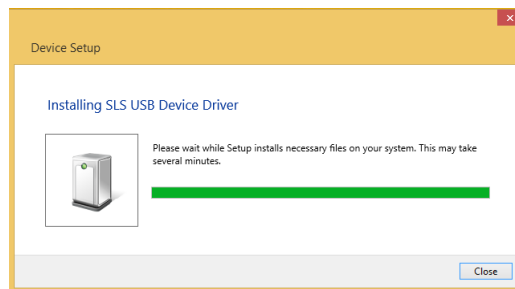 Device Setup
Installing SLS USB Device Driver
Please wait while Setup installs necessary files on your system. This may take
several minutes.
Close